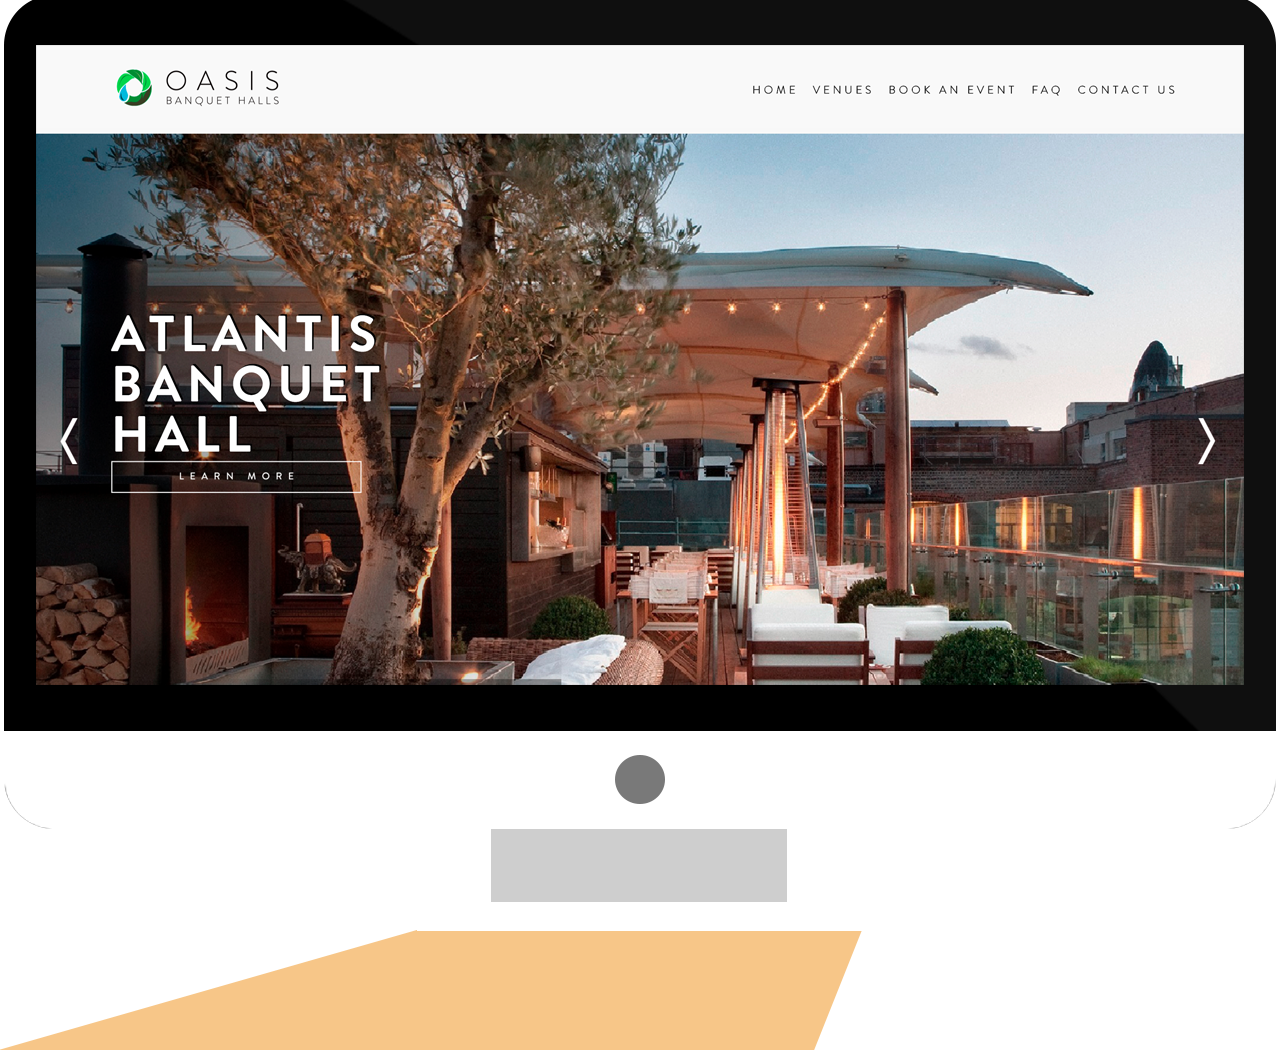 OASIS
BANQUET HALLS
HOME VENUES BOOK AN EVENT FAQ CONTACT US
ATLANTIS
BANQUET
HALL
LEARN MORE